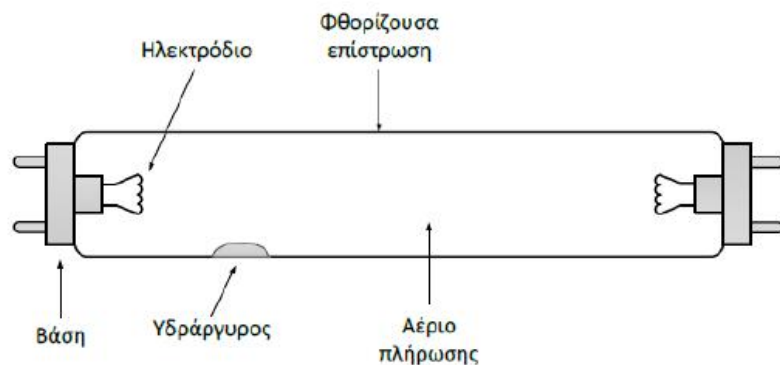 Ηλεκτρόδιο
Φθορίζουσα
επίστρωση
Βάση
Υδράργυρος
Αέριο
πλήρωσης